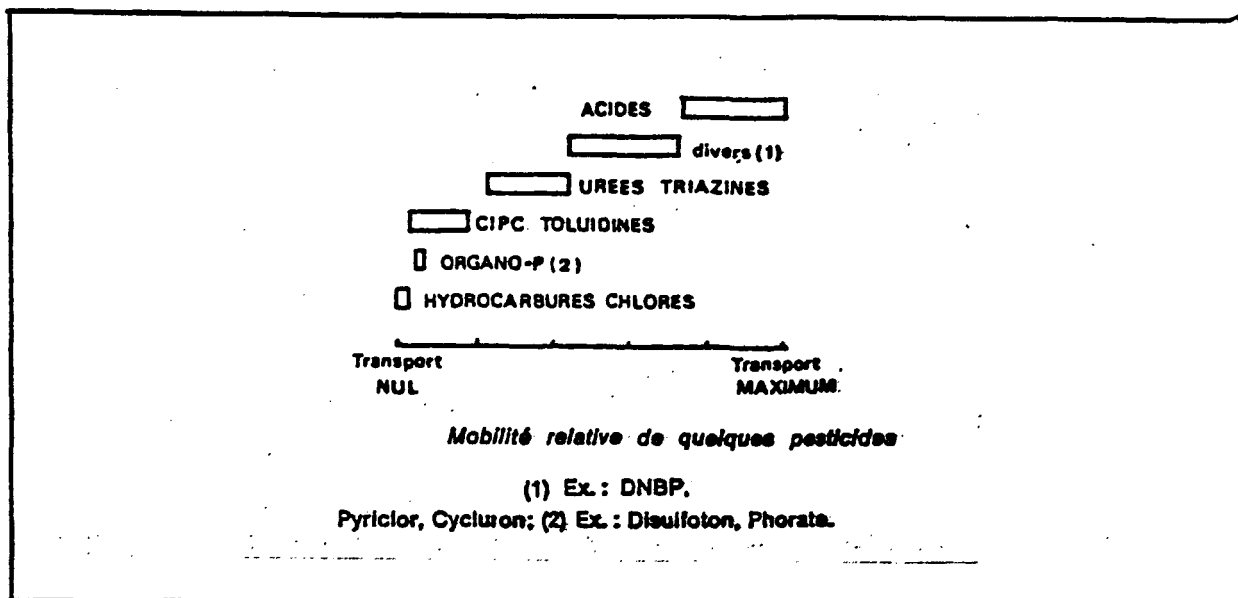 ACIDES
divers (1)
UREES TRIAZINES
CIPC TOLUIDINES
ORGANO-P (2)
HYDROCARBURES CHLORES
Transport Transport
NUL MAXIMUM
Mobilité relative de quelques pesticides
(1) Ex.: DNBP,
Pyriclor, Cycluron; (2) Ex.: Disulfoton, Phorate.